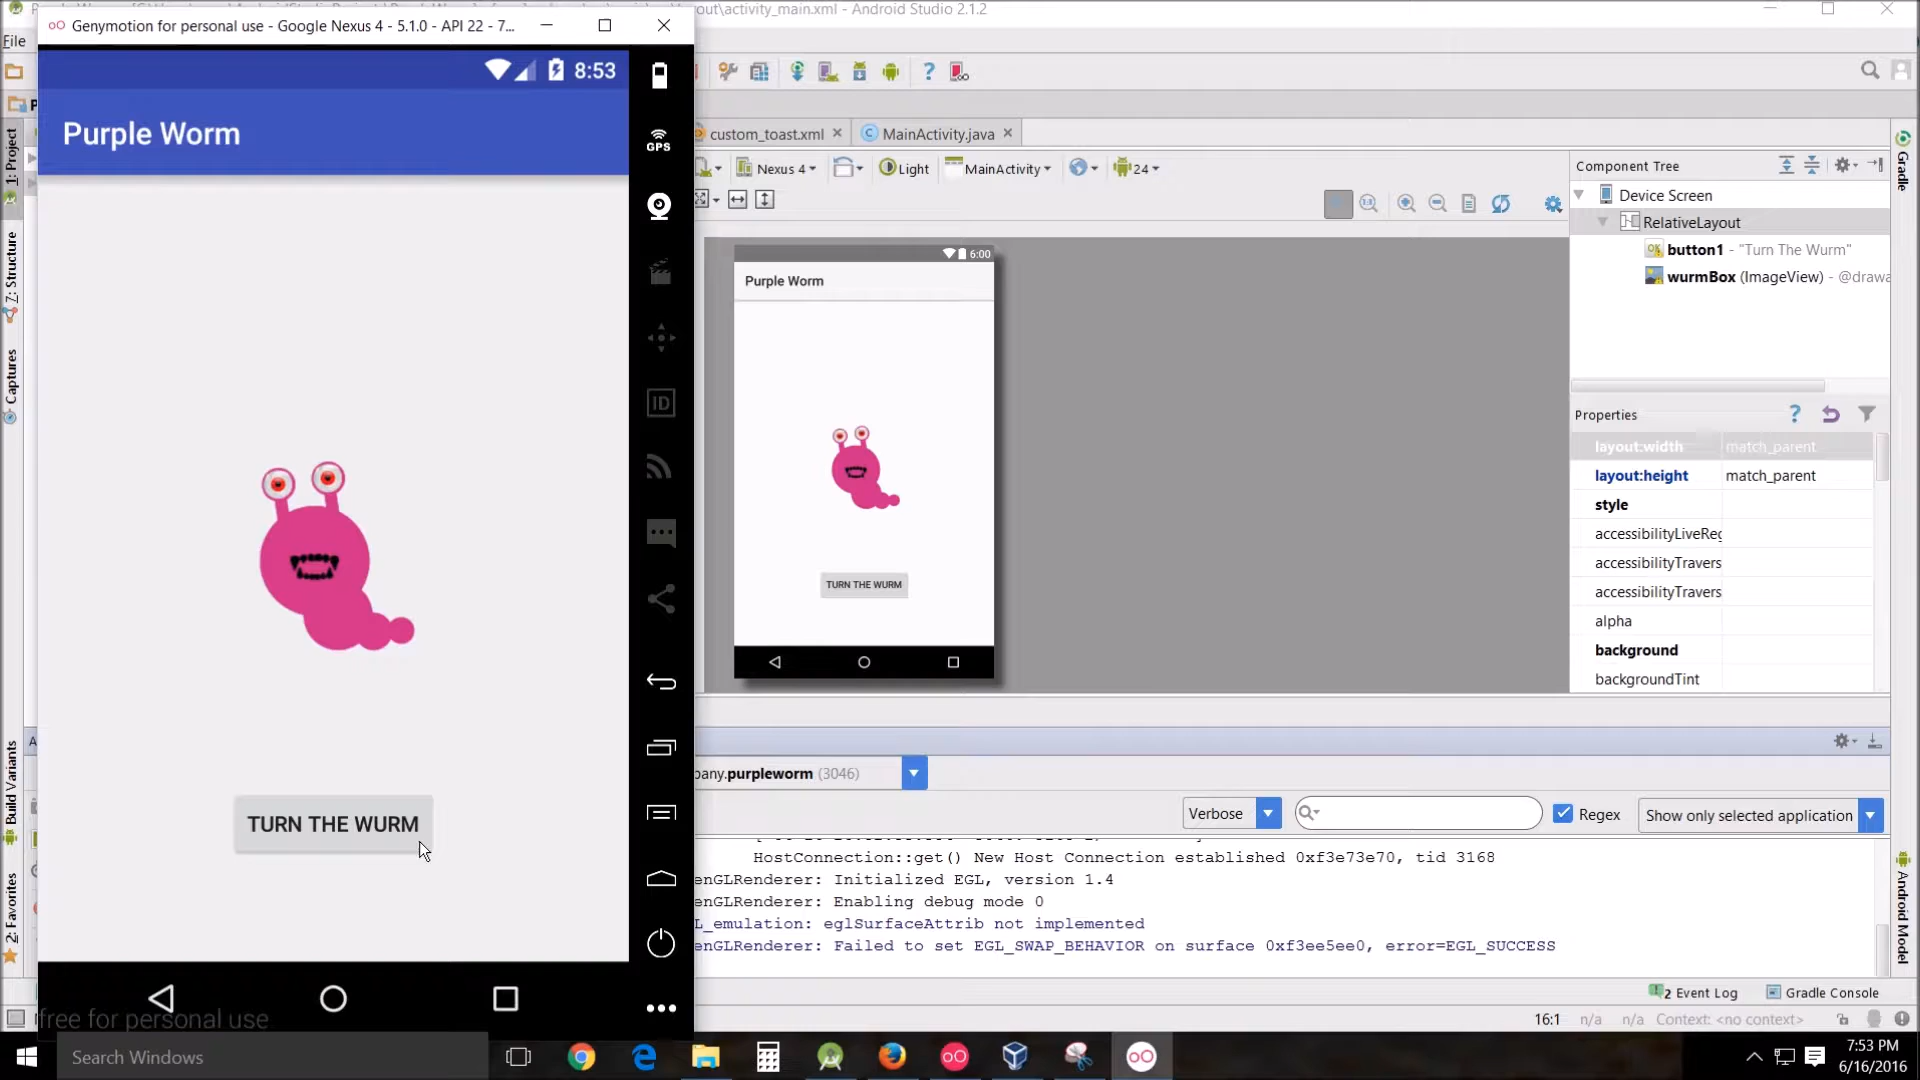 Genymotion for personal use - Google Nexus 4 - 5.1.0 - API 22 - 7...
out\activity_main.xml - Android Studio 2.1.2
File
8:53
Purple Worm
GPS
ID
TURN THE WURM
free for personal use
1: Project
7: Structure
Captures
Build Variants
2: Favorites
custom_toast.xml
MainActivity.java
Nexus 4
Light
MainActivity
24
6:00
Purple Worm
TURN THE WURM
Component Tree
Device Screen
RelativeLayout
button1 - "Turn The Wurm"
wurmBox (ImageView) - @drawa
Properties
layout:width match_parent
layout:height match_parent
style
accessibilityLiveReg
accessibilityTravers
accessibilityTravers
alpha
background
backgroundTint
Gradle
Android Model
pany.purpleworm (3046)
Verbose
Regex
Show only selected application
HostConnection::get() New Host Connection established 0xf3e73e70, tid 3168
enGLRenderer: Initialized EGL, version 1.4
enGLRenderer: Enabling debug mode 0
L_emulation: eglSurfaceAttrib not implemented
enGLRenderer: Failed to set EGL_SWAP_BEHAVIOR on surface 0xf3ee5ee0, error=EGL_SUCCESS
2 Event Log
Gradle Console
16:1 n/a n/a Context: <no context>
Search Windows
7:53 PM
6/16/2016